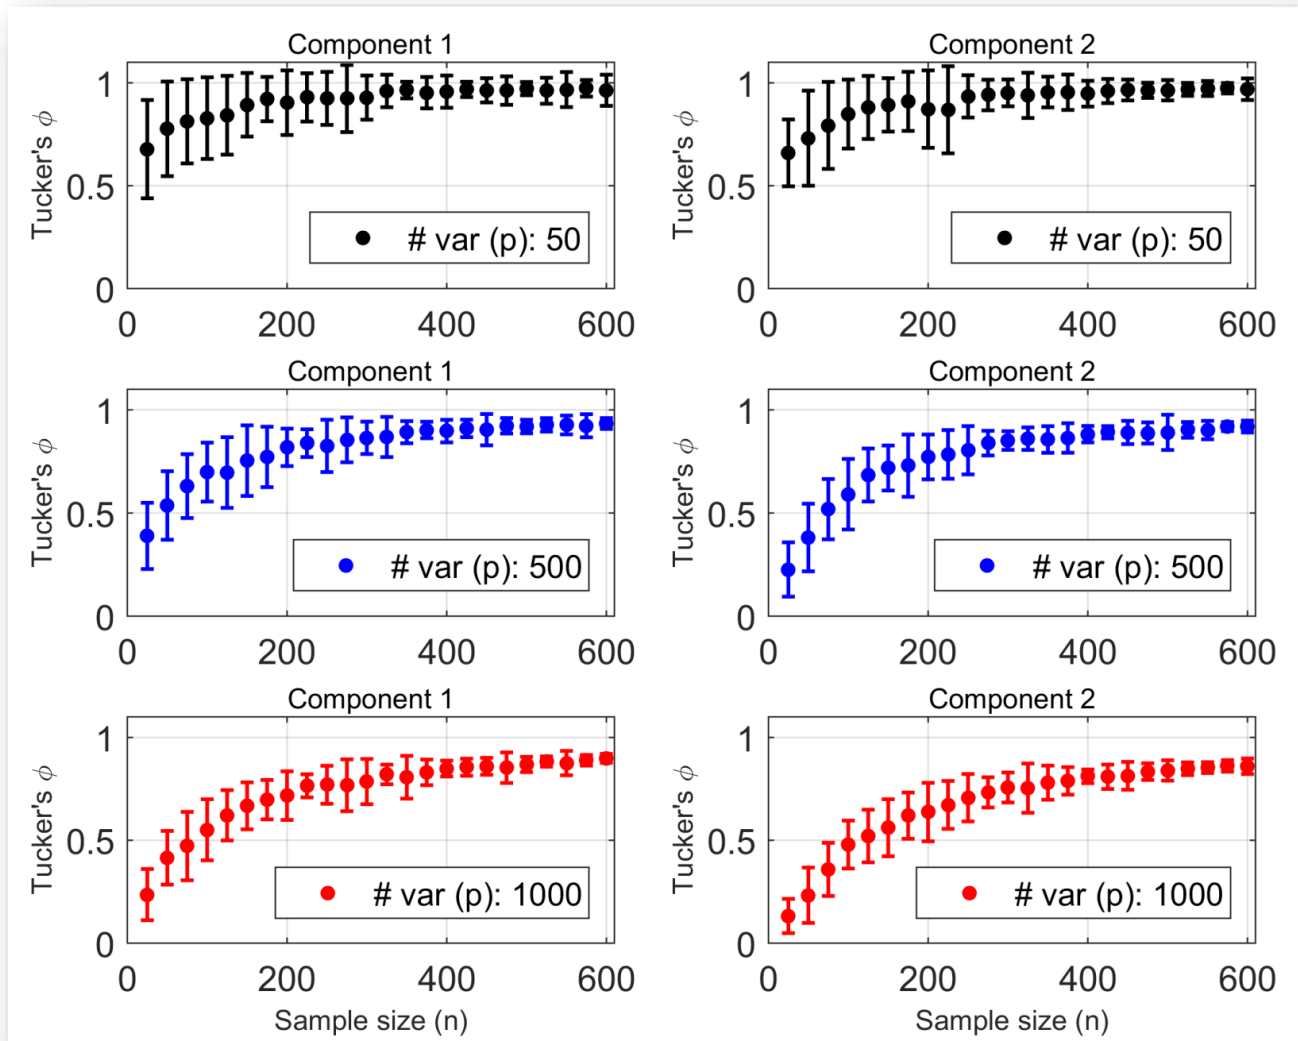 Component 1
Component 2
Tucker's ϕ
1
0.5
0
# var (p): 50
0 200 400 600
Tucker's ϕ
1
0.5
0
# var (p): 50
0 200 400 600
Component 1
Component 2
Tucker's ϕ
1
0.5
0
# var (p): 500
0 200 400 600
Tucker's ϕ
1
0.5
0
# var (p): 500
0 200 400 600
Component 1
Component 2
Tucker's ϕ
1
0.5
0
# var (p): 1000
0 200 400 600
Sample size (n)
Tucker's ϕ
1
0.5
0
# var (p): 1000
0 200 400 600
Sample size (n)